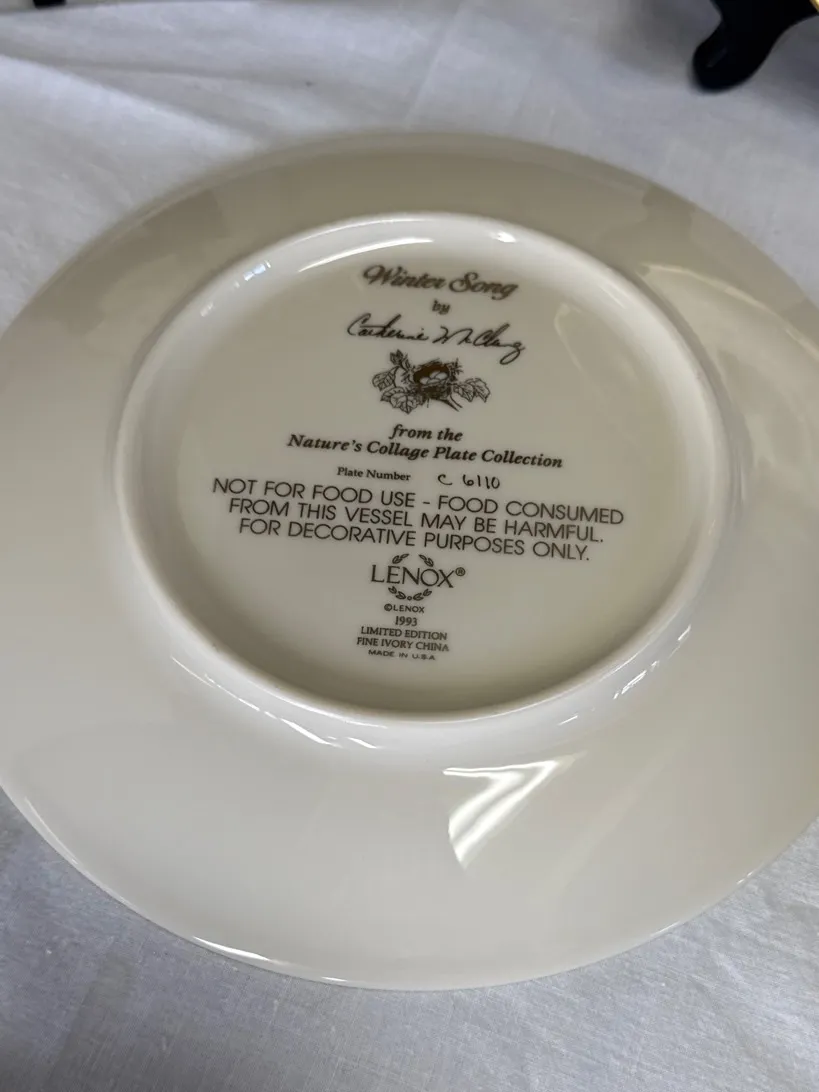 Winter Song
by
Catherine McClung
from the
Nature's Collage Plate Collection
Plate Number C 6110
NOT FOR FOOD USE - FOOD CONSUMED
FROM THIS VESSEL MAY BE HARMFUL.
FOR DECORATIVE PURPOSES ONLY.
LENOX®
©LENOX
1993
LIMITED EDITION
FINE IVORY CHINA
MADE IN U.S.A.